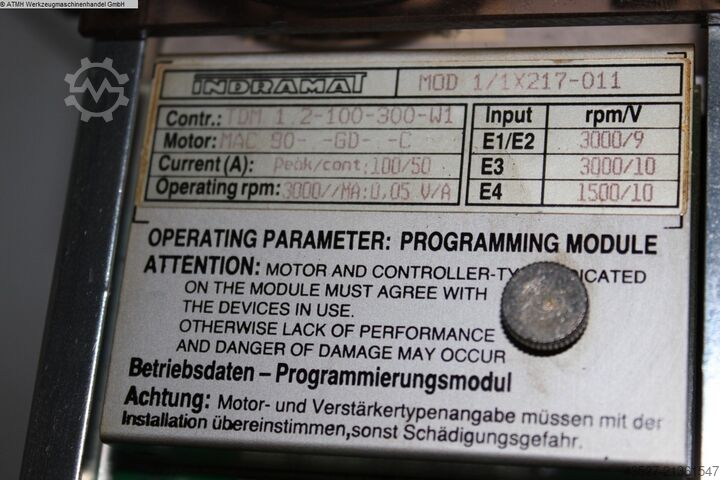 © ATMH Werkzeugmaschinenhandel GmbH
INDRAMAT MOD 1/1X217-011
Contr.: TDM 1.2-100-300-W1
Motor: MAC 90- -GD- -C
Current (A): Peak/cont:100/50
Operating rpm: 3000//MA:0.05 V/A
Input rpm/V
E1/E2 3000/9
E3 3000/10
E4 1500/10
OPERATING PARAMETER: PROGRAMMING MODULE
ATTENTION: MOTOR AND CONTROLLER-TY DICATED
ON THE MODULE MUST AGREE WITH
THE DEVICES IN USE.
OTHERWISE LACK OF PERFORMANCE
AND DANGER OF DAMAGE MAY OCCUR
Betriebsdaten – Programmierungsmodul
Achtung: Motor- und Verstärkertypenangabe müssen mit der
Installation übereinstimmen,sonst Schädigungsgefahr.